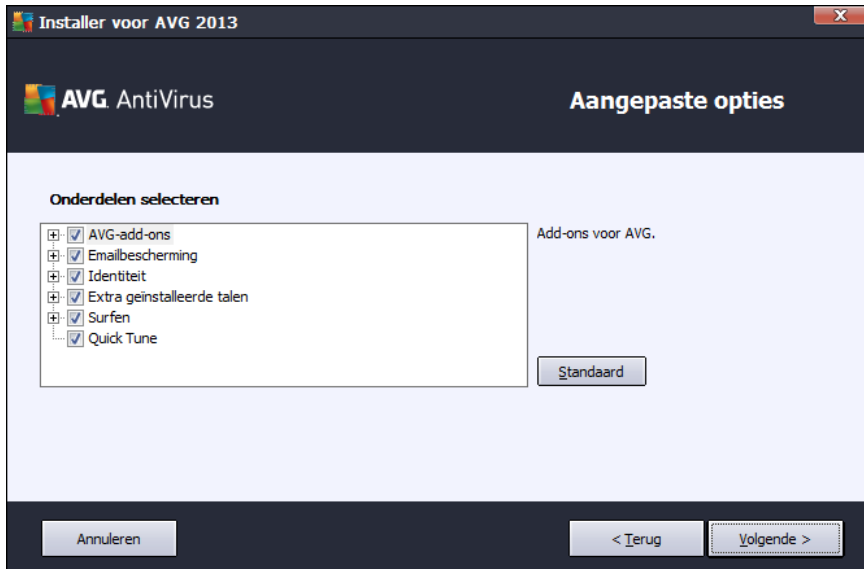 Installer voor AVG 2013
AVG. AntiVirus
Aangepaste opties
Onderdelen selecteren
AVG-add-ons
Emailbescherming
Identiteit
Extra geïnstalleerde talen
Surfen
Quick Tune
Add-ons voor AVG.
Standaard
Annuleren
< Terug
Volgende >